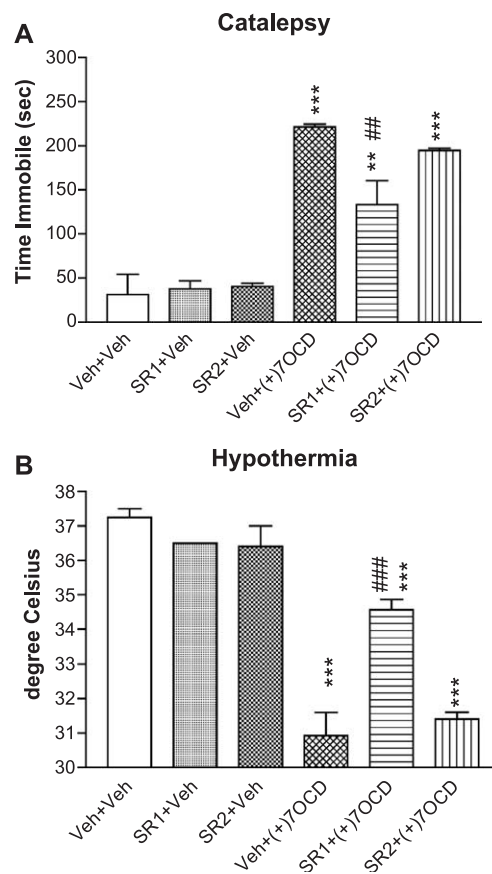 A
Catalepsy
Time Immobile (sec)
300
250
200
150
100
50
0
***
** ##
***
Veh+Veh
SR1+Veh
SR2+Veh
Veh+(+)7OCD
SR1+(+)7OCD
SR2+(+)7OCD
B
Hypothermia
degree Celsius
38
37
36
35
34
33
32
31
30
***
###
***
***
Veh+Veh
SR1+Veh
SR2+Veh
Veh+(+)7OCD
SR1+(+)7OCD
SR2+(+)7OCD